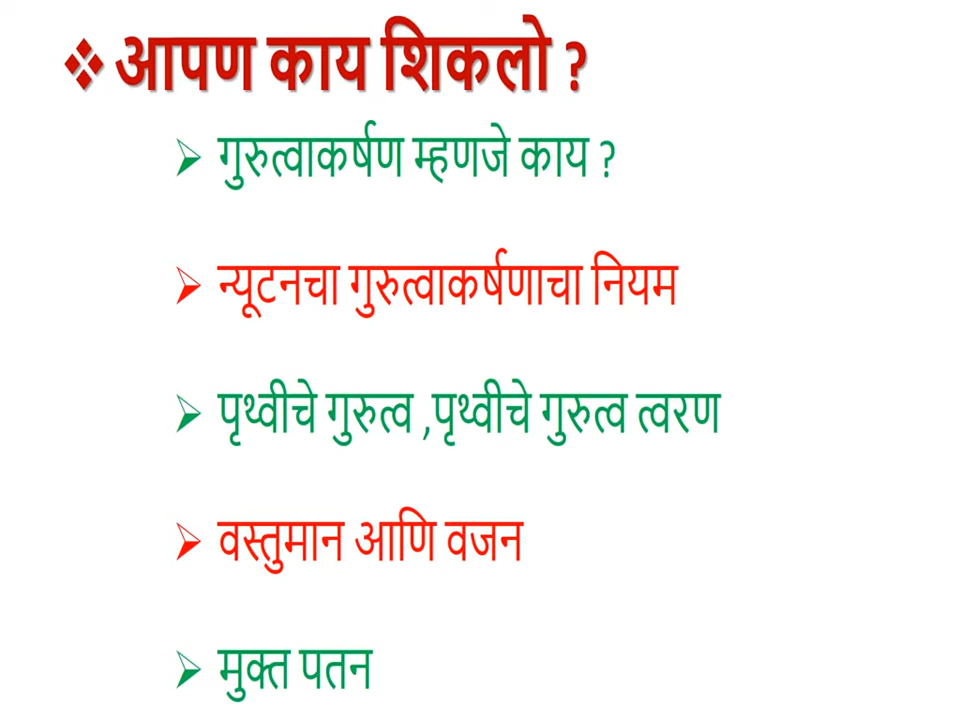 ❖ आपण काय शिकलो ?
➢ गुरुत्वाकर्षण म्हणजे काय ?
➢ न्यूटनचा गुरुत्वाकर्षणाचा नियम
➢ पृथ्वीचे गुरुत्व ,पृथ्वीचे गुरुत्व त्वरण
➢ वस्तुमान आणि वजन
➢ मुक्त पतन